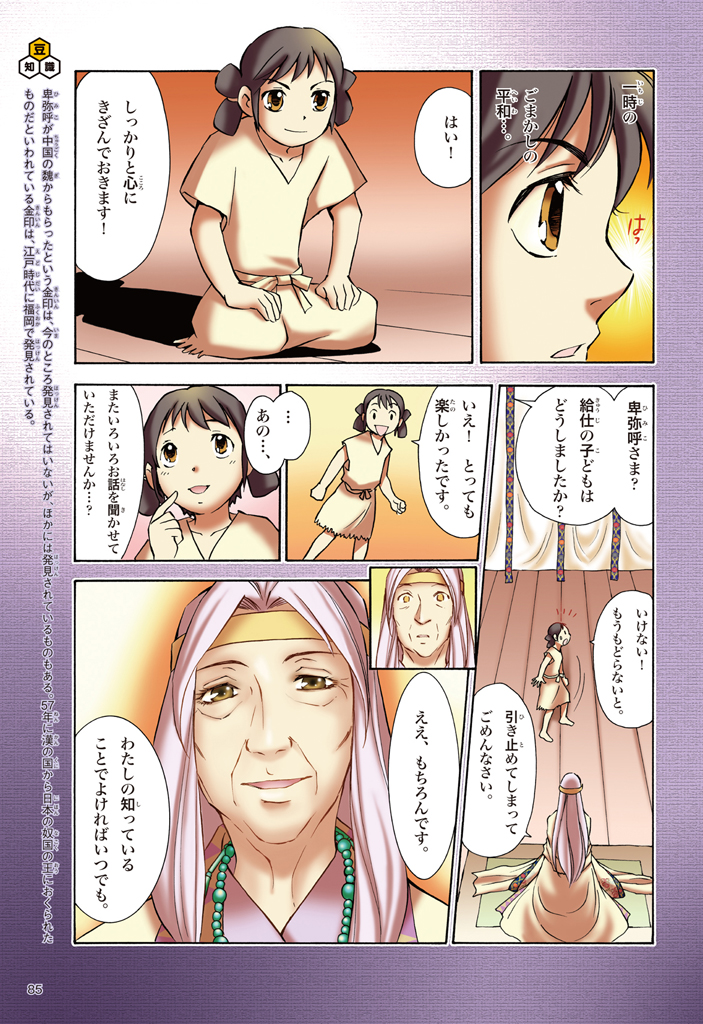 一時の
ごまかしの
平和…。
はっ
はい!
しっかりと心に
きざんでおきます!
卑弥呼さま?
給仕の子どもは
どうしましたか?
いけない!
もうもどらないと。
引き止めてしまって
ごめんなさい。
いえ! とっても
楽しかったです。
…
あの…、
またいろいろお話を聞かせて
いただけませんか…?
ええ、もちろんです。
わたしの知っている
ことでよければいつでも。
豆
知識
卑弥呼が中国の魏からもらったという金印は、今のところ発見されてはいないが、ほかには発見されているものもある。57年に漢の国から日本の奴国の王におくられた
ものだといわれている金印は、江戸時代に福岡で発見されている。
85